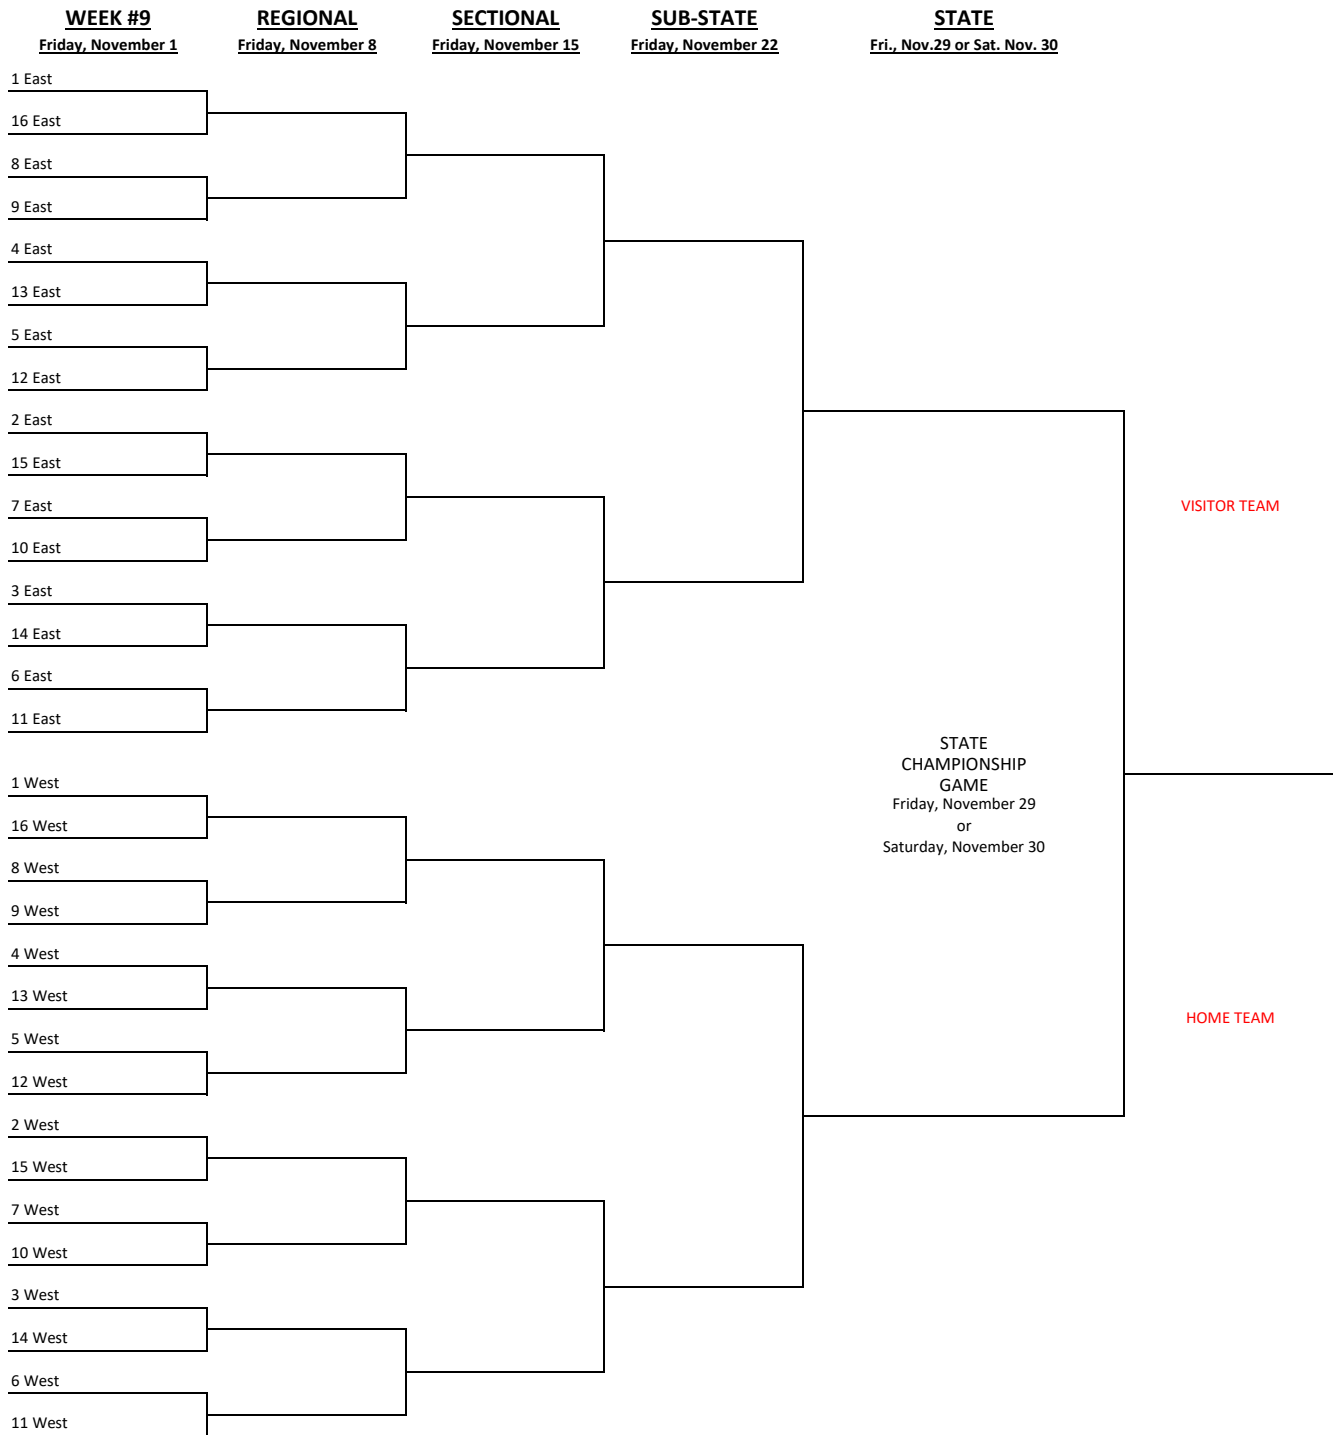 WEEK #9
Friday, November 1
REGIONAL
Friday, November 8
SECTIONAL
Friday, November 15
SUB-STATE
Friday, November 22
STATE
Fri., Nov.29 or Sat. Nov. 30
1 East
16 East
8 East
9 East
4 East
13 East
5 East
12 East
2 East
15 East
7 East
10 East
3 East
14 East
6 East
11 East
VISITOR TEAM
STATE
CHAMPIONSHIP
GAME
Friday, November 29
or
Saturday, November 30
1 West
16 West
8 West
9 West
4 West
13 West
5 West
12 West
2 West
15 West
7 West
10 West
3 West
14 West
6 West
11 West
HOME TEAM